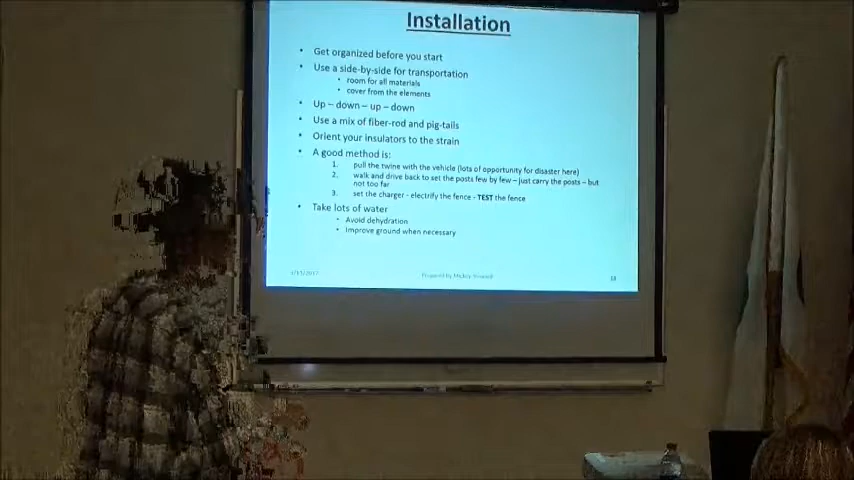 Installation
• Get organized before you start
• Use a side-by-side for transportation
• room for all materials
• cover from the elements
• Up – down – up – down
• Use a mix of fiber-rod and pig-tails
• Orient your insulators to the strain
• A good method is:
1. pull the twine with the vehicle (lots of opportunity for disaster here)
2. walk and drive back to set the posts few by few – just carry the posts – but
not too far
3. set the charger - electrify the fence - TEST the fence
• Take lots of water
• Avoid dehydration
• Improve ground when necessary
Prepared by Mickey